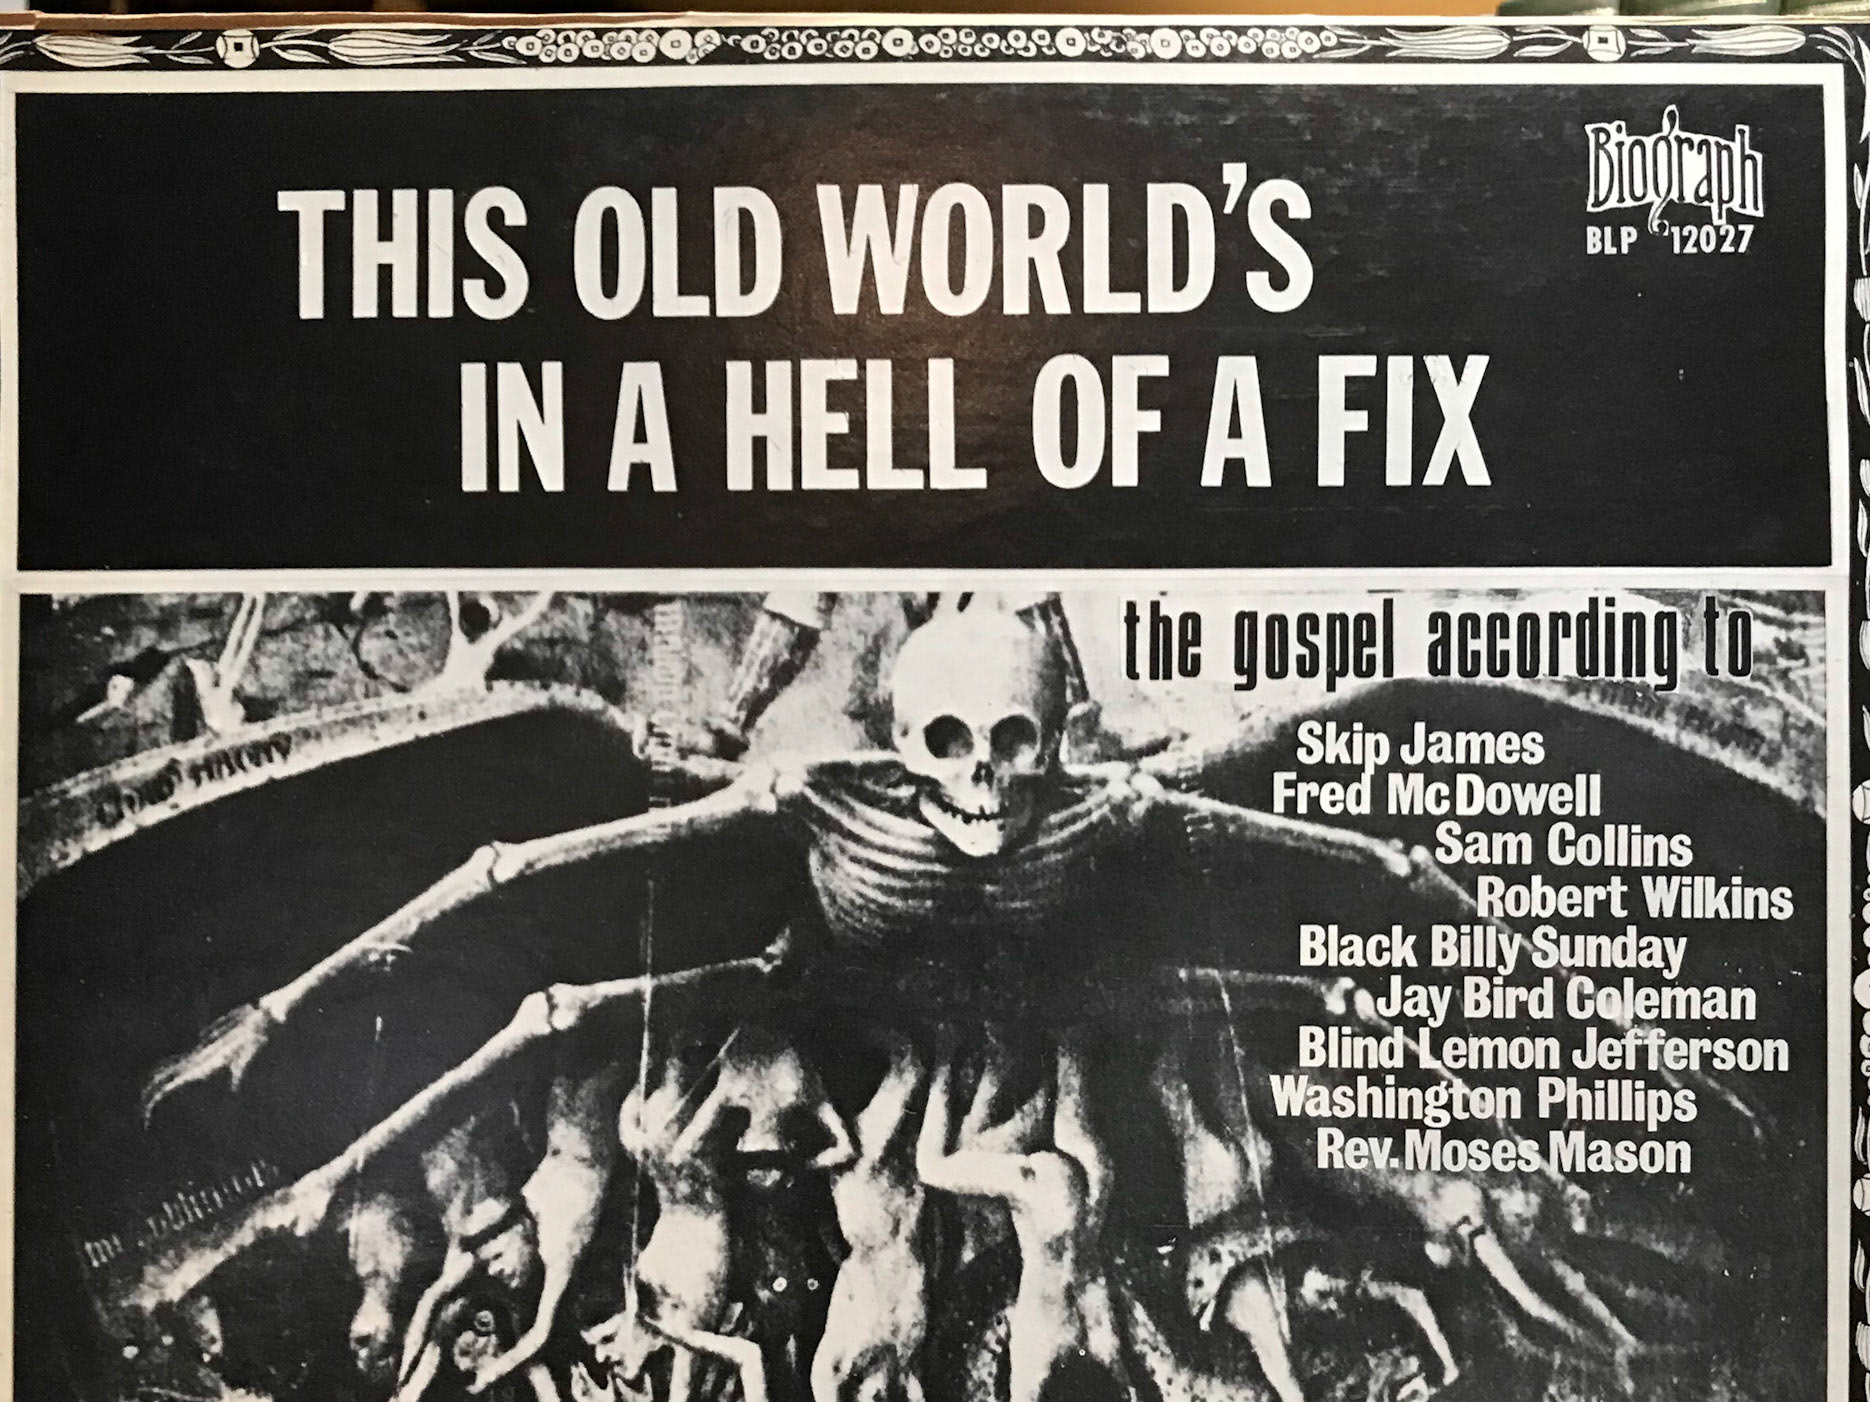 Biograph
BLP 12027
THIS OLD WORLD'S
IN A HELL OF A FIX
the gospel according to
Skip James
Fred McDowell
Sam Collins
Robert Wilkins
Black Billy Sunday
Jay Bird Coleman
Blind Lemon Jefferson
Washington Phillips
Rev. Moses Mason